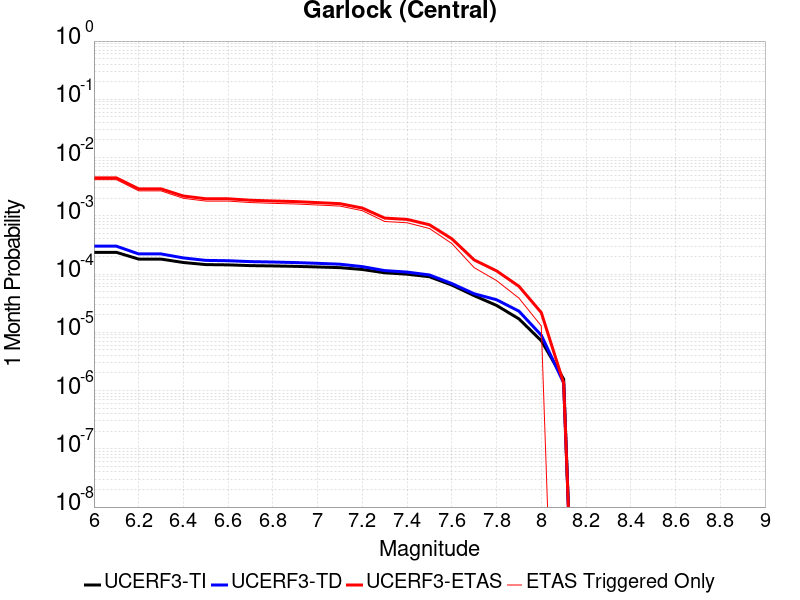 Garlock (Central)
1 Month Probability
10^0
10^-1
10^-2
10^-3
10^-4
10^-5
10^-6
10^-7
10^-8
6 6.2 6.4 6.6 6.8 7 7.2 7.4 7.6 7.8 8 8.2 8.4 8.6 8.8 9
Magnitude
UCERF3-TI UCERF3-TD UCERF3-ETAS ETAS Triggered Only